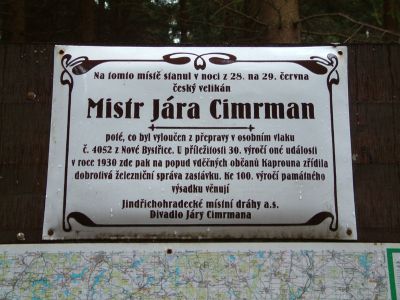 Na tomto místě stanul v noci z 28. na 29. června
český velikán
Mistr Jára Cimrman
poté, co byl vyloučen z přepravy v osobním vlaku
č. 4052 z Nové Bystřice. U příležitosti 30. výročí oné události
v roce 1930 zde pak na popud vděčných občanů Kaprouna zřídila
dobrotivá železniční správa zastávku. Ke 100. výročí památného
výsadku věnují
Jindřichohradecké místní dráhy a.s.
Divadlo Járy Cimrmana